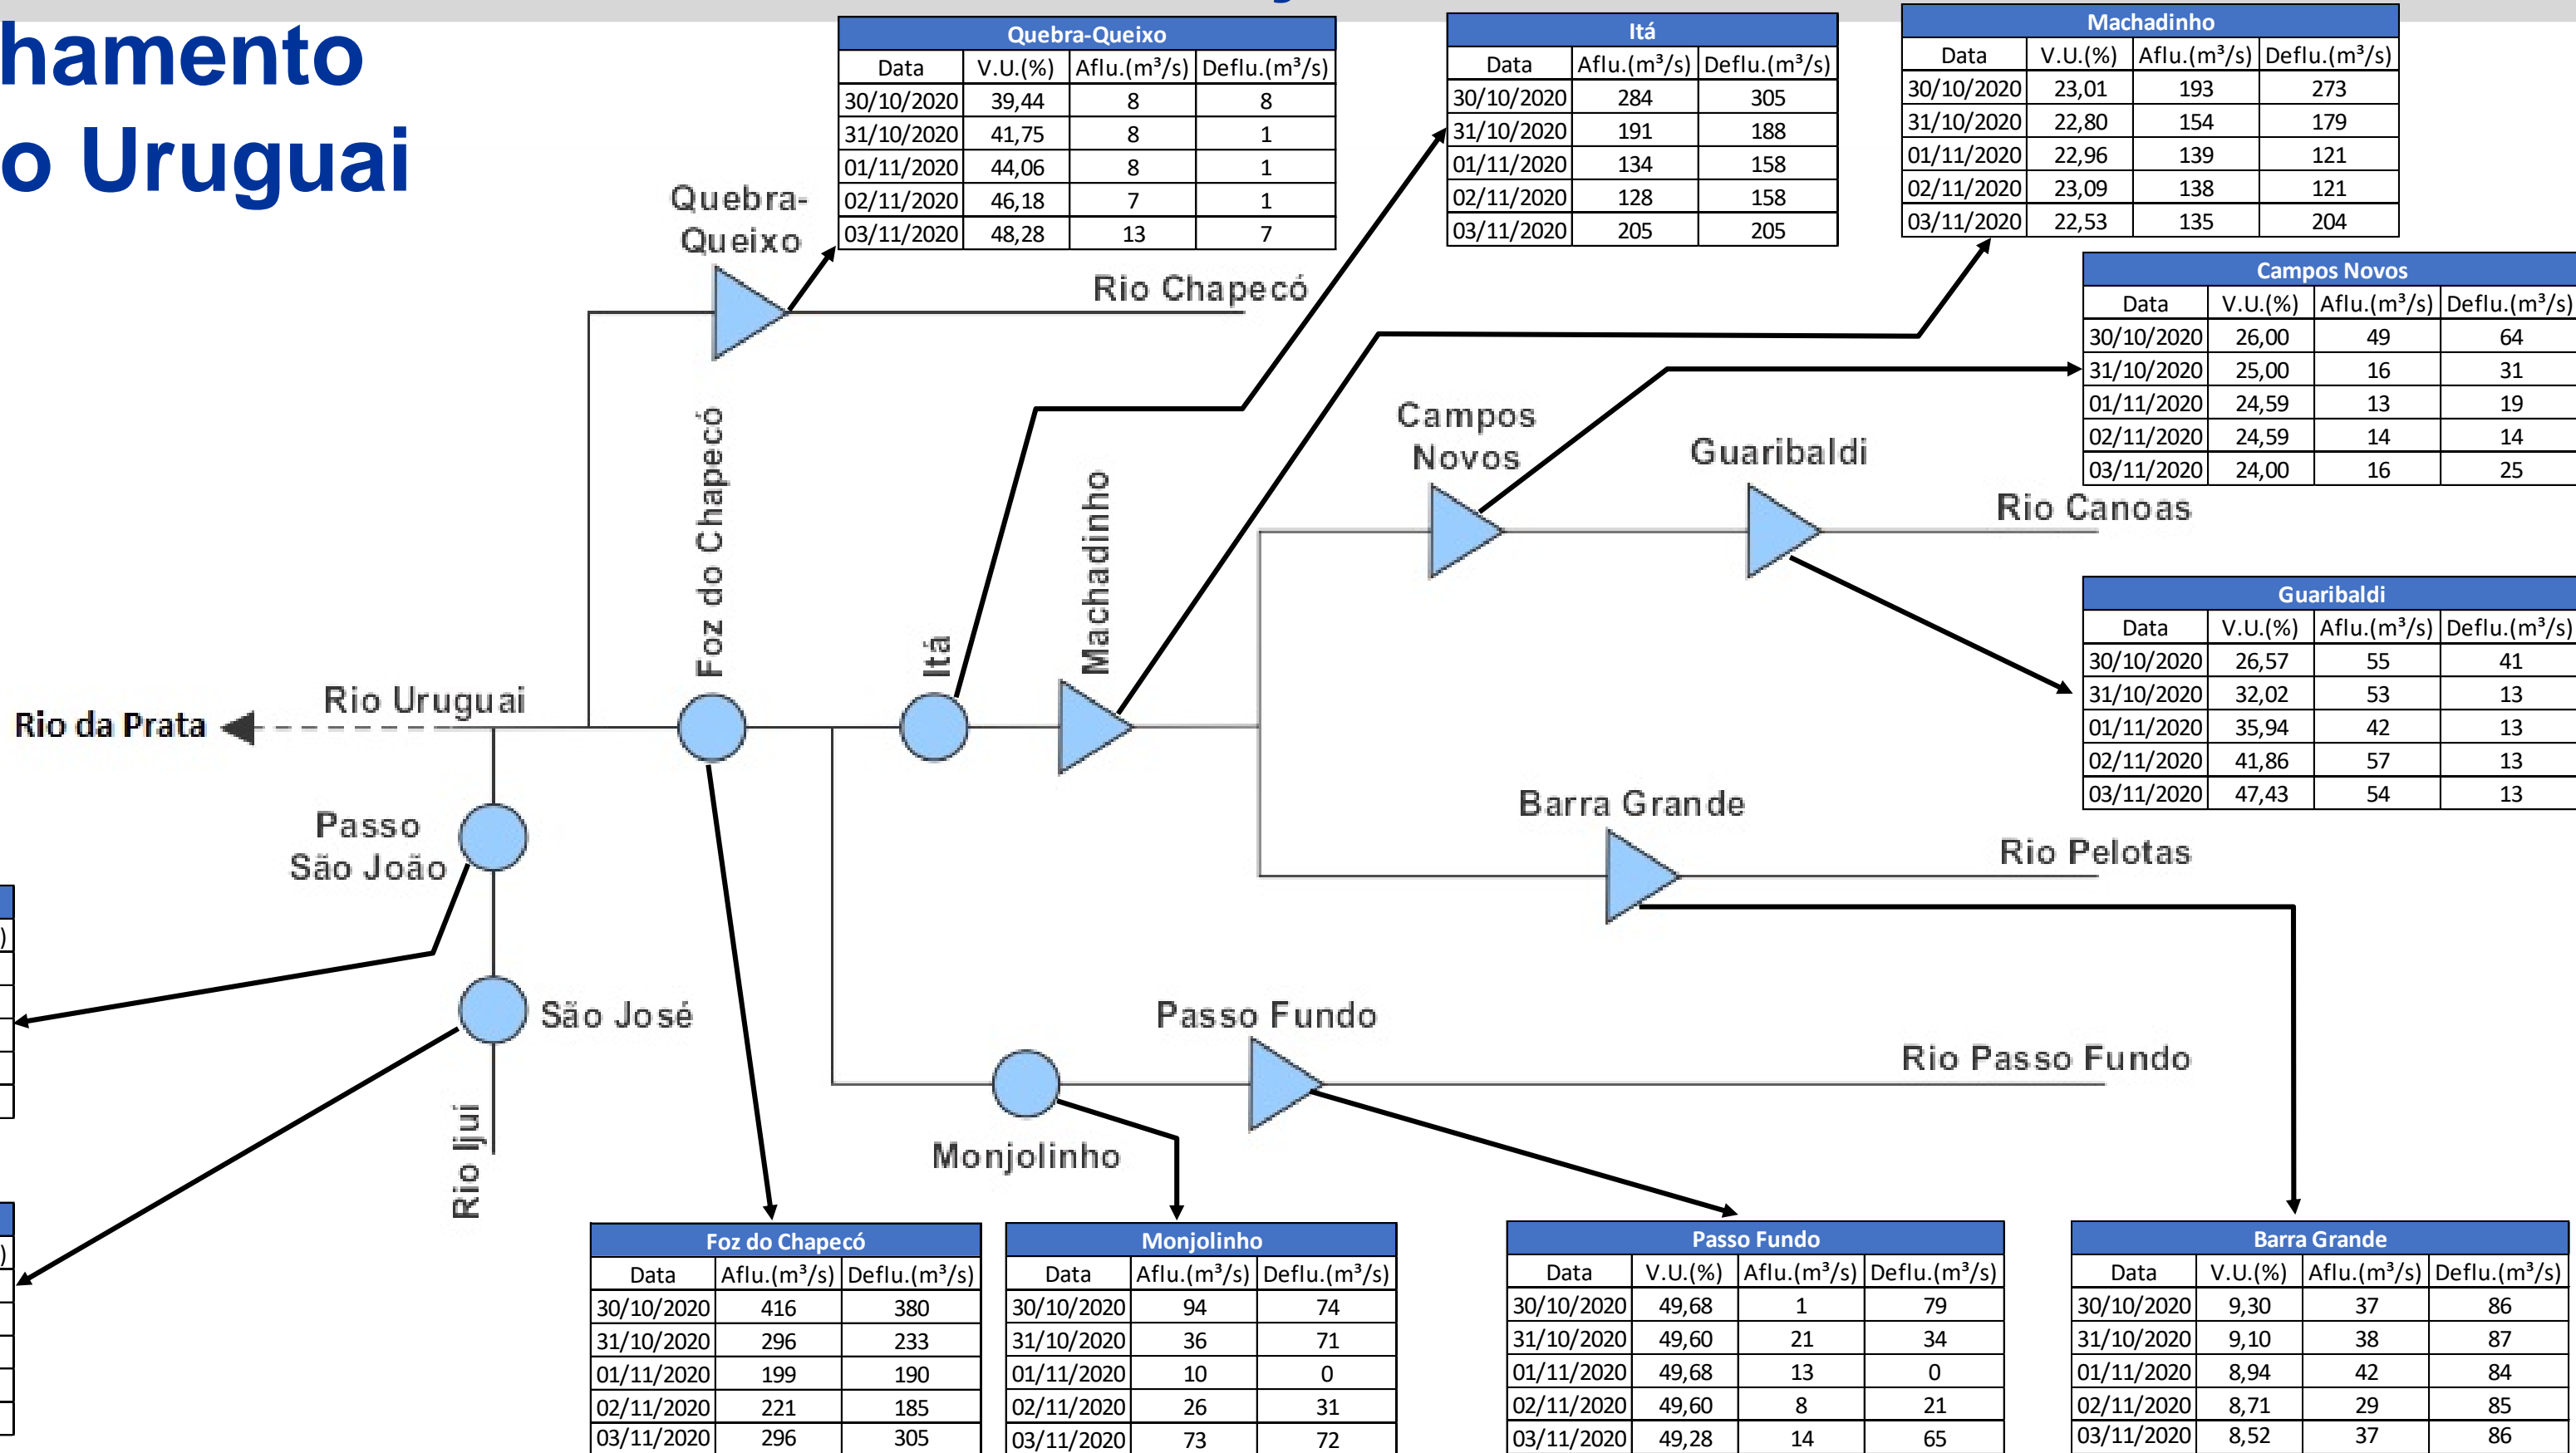 hamento
o Uruguai
Quebra-Queixo
Data V.U.(%) Aflu.(m³/s) Deflu.(m³/s)
30/10/2020 39,44 8 8
31/10/2020 41,75 8 1
01/11/2020 44,06 8 1
02/11/2020 46,18 7 1
03/11/2020 48,28 13 7
Itá
Data Aflu.(m³/s) Deflu.(m³/s)
30/10/2020 284 305
31/10/2020 191 188
01/11/2020 134 158
02/11/2020 128 158
03/11/2020 205 205
Machadinho
Data V.U.(%) Aflu.(m³/s) Deflu.(m³/s)
30/10/2020 23,01 193 273
31/10/2020 22,80 154 179
01/11/2020 22,96 139 121
02/11/2020 23,09 138 121
03/11/2020 22,53 135 204
Campos Novos
Data V.U.(%) Aflu.(m³/s) Deflu.(m³/s)
30/10/2020 26,00 49 64
31/10/2020 25,00 16 31
01/11/2020 24,59 13 19
02/11/2020 24,59 14 14
03/11/2020 24,00 16 25
Quebra-
Queixo
Rio Chapecó
Foz do Chapecó
Itá
Machadinho
Campos
Novos
Guaribaldi
Rio Canoas
Guaribaldi
Data V.U.(%) Aflu.(m³/s) Deflu.(m³/s)
30/10/2020 26,57 55 41
31/10/2020 32,02 53 13
01/11/2020 35,94 42 13
02/11/2020 41,86 57 13
03/11/2020 47,43 54 13
Rio da Prata
Rio Uruguai
Passo
São João
Barra Grande
Rio Pelotas
)
São José
Passo Fundo
Rio Passo Fundo
Monjolinho
Rio Ijui
)
Foz do Chapecó
Data Aflu.(m³/s) Deflu.(m³/s)
30/10/2020 416 380
31/10/2020 296 233
01/11/2020 199 190
02/11/2020 221 185
03/11/2020 296 305
Monjolinho
Data Aflu.(m³/s) Deflu.(m³/s)
30/10/2020 94 74
31/10/2020 36 71
01/11/2020 10 0
02/11/2020 26 31
03/11/2020 73 72
Passo Fundo
Data V.U.(%) Aflu.(m³/s) Deflu.(m³/s)
30/10/2020 49,68 1 79
31/10/2020 49,60 21 34
01/11/2020 49,68 13 0
02/11/2020 49,60 8 21
03/11/2020 49,28 14 65
Barra Grande
Data V.U.(%) Aflu.(m³/s) Deflu.(m³/s)
30/10/2020 9,30 37 86
31/10/2020 9,10 38 87
01/11/2020 8,94 42 84
02/11/2020 8,71 29 85
03/11/2020 8,52 37 86